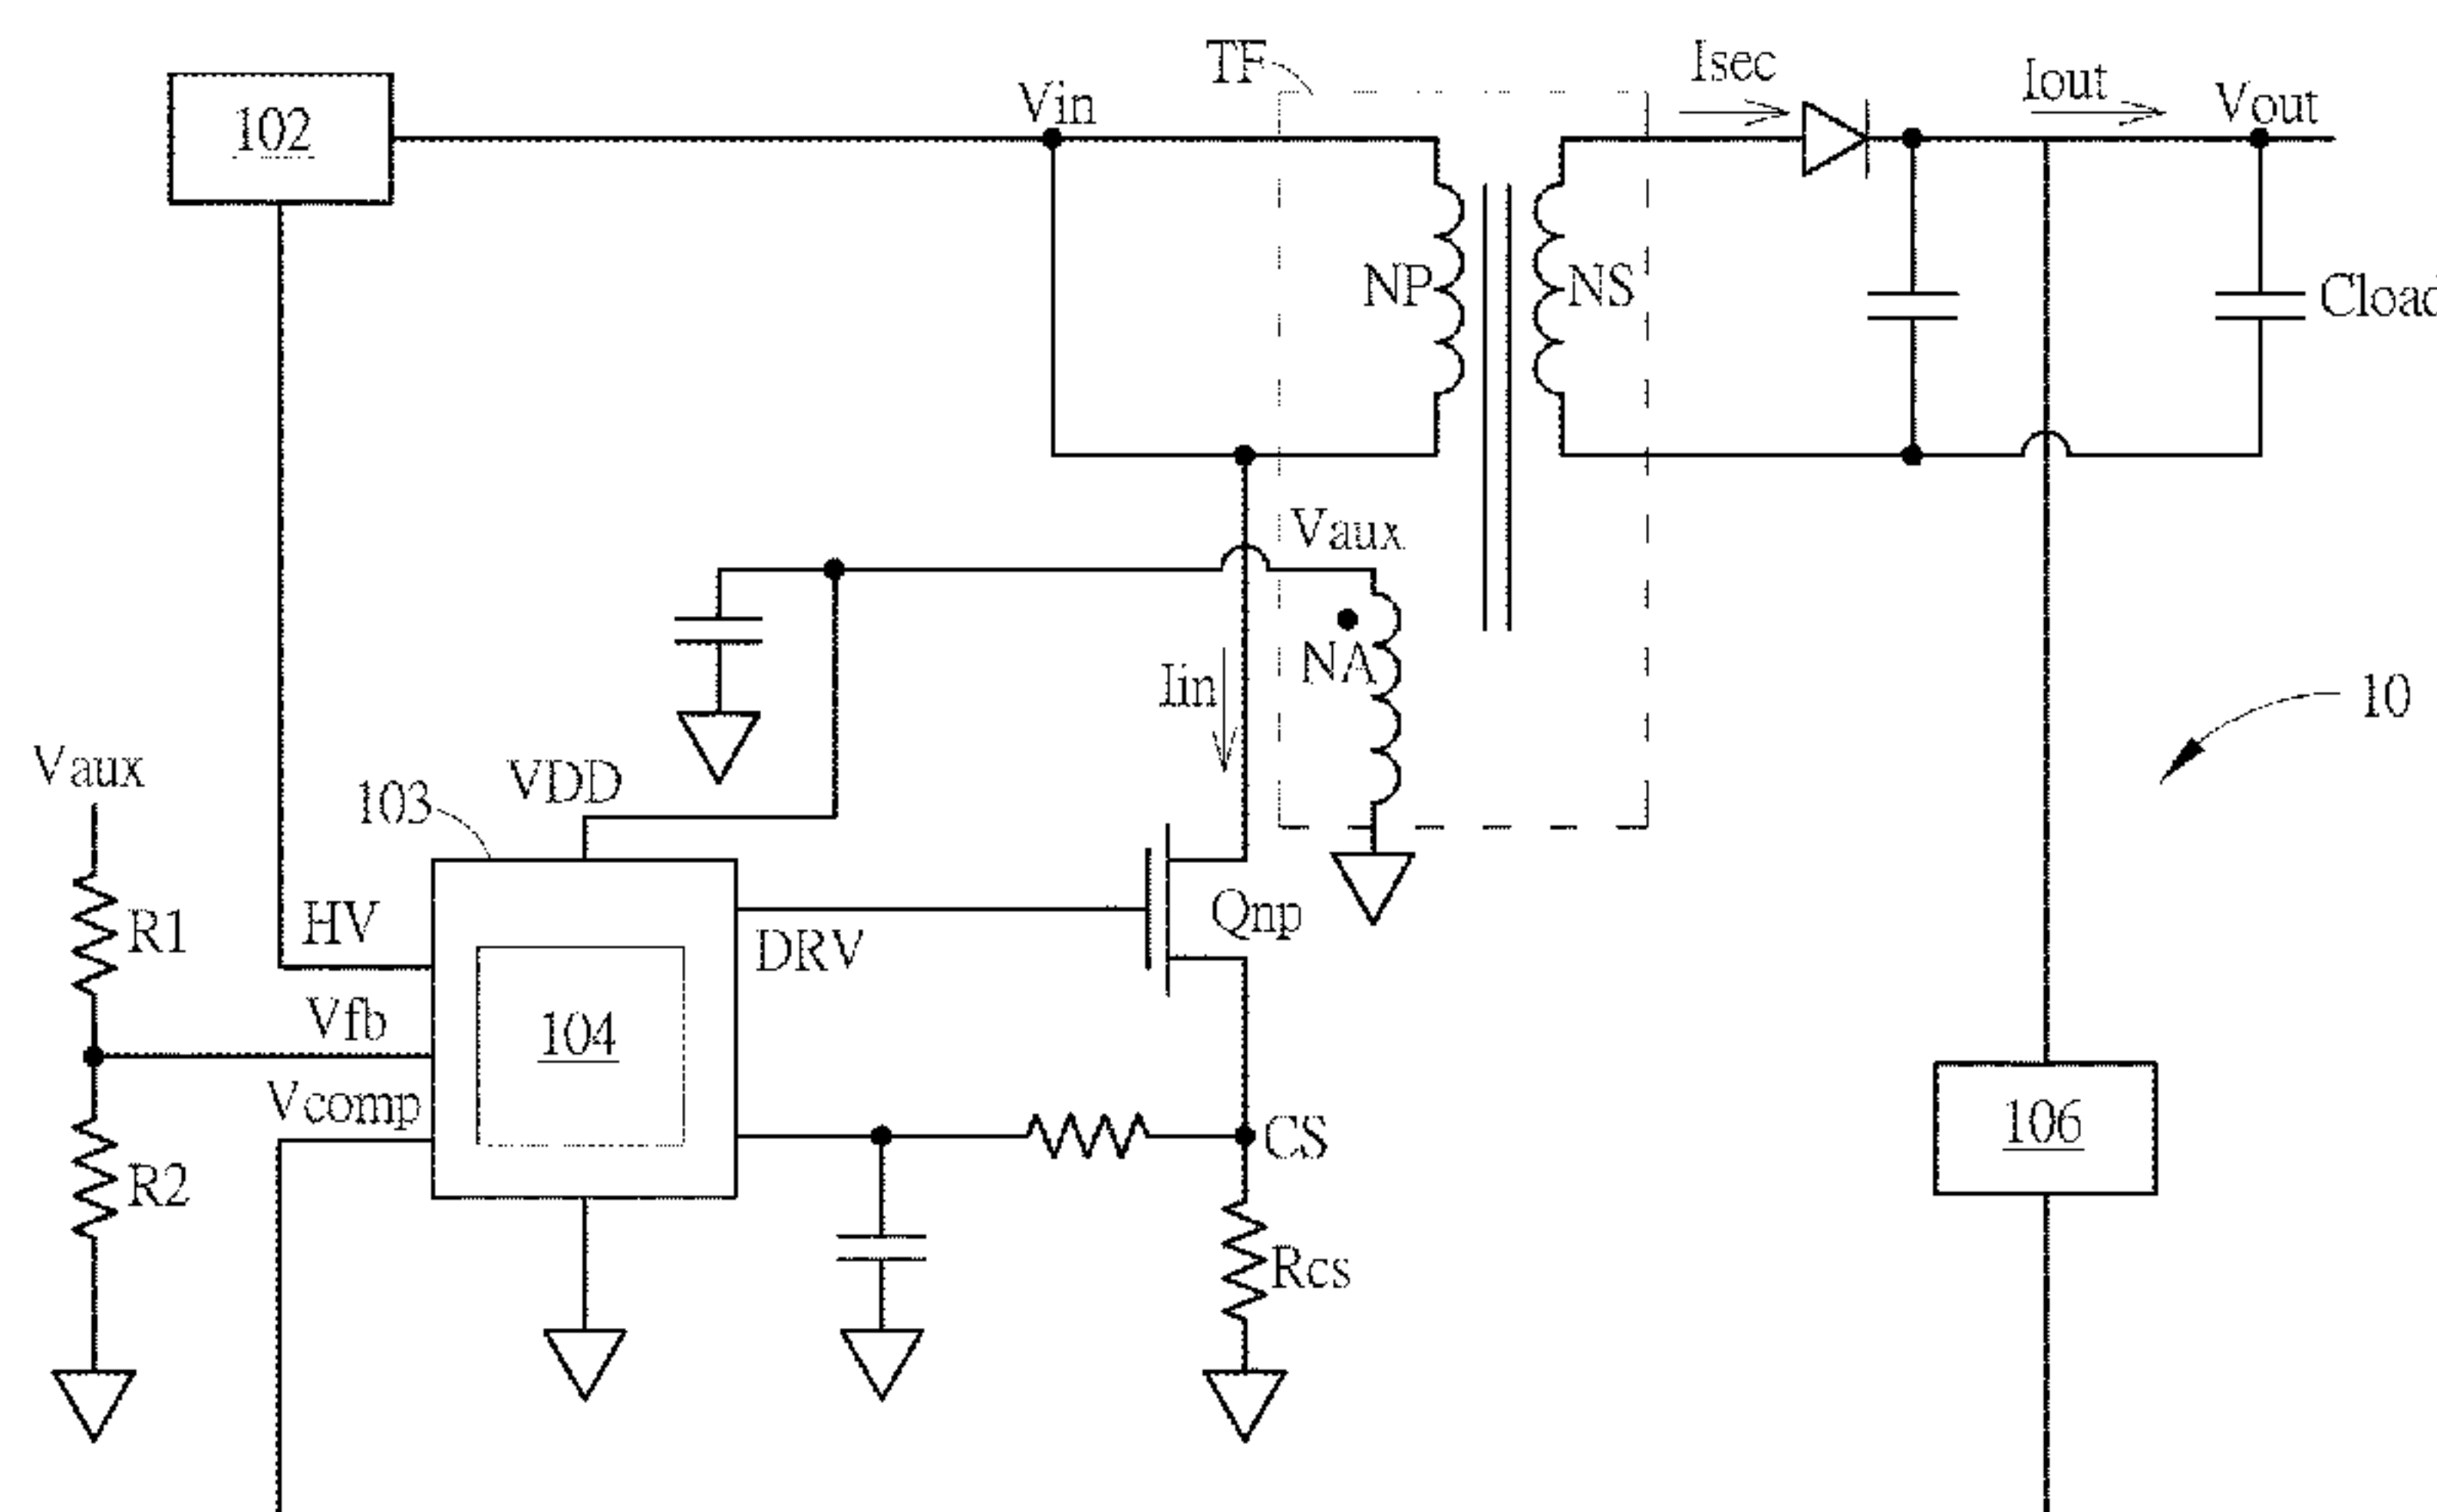 TF
Isec
Iout
Vout
Vin
102
NP
NS
Cload
Vaux
NA
Iin
10
Vaux
VDD
103
R1
HV
DRV
Qnp
Vfb
104
Vcomp
CS
106
R2
Rcs